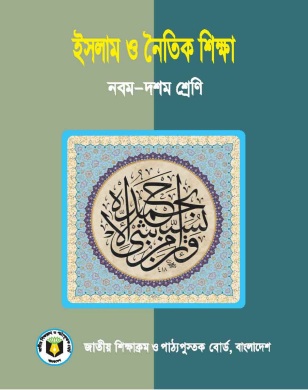 ইসলাম ও নৈতিক শিক্ষা
নবম-দশম শ্রেণি
জাতীয় শিক্ষাক্রম ও পাঠ্যপুস্তক বোর্ড, বাংলাদেশ